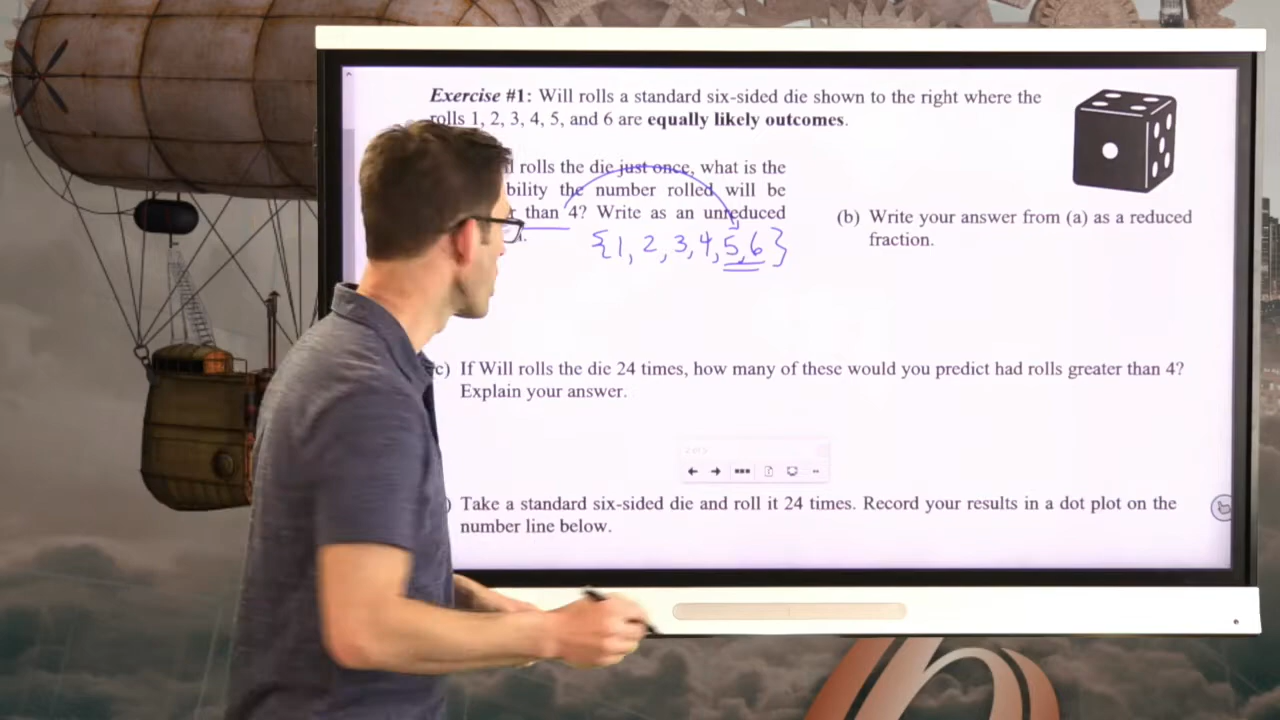 Exercise #1: Will rolls a standard six-sided die shown to the right where the
rolls 1, 2, 3, 4, 5, and 6 are equally likely outcomes.
rolls the die just once, what is the
bility the number rolled will be
than 4? Write as an unreduced
{1, 2, 3, 4, 5, 6}
(b) Write your answer from (a) as a reduced
fraction.
c) If Will rolls the die 24 times, how many of these would you predict had rolls greater than 4?
Explain your answer.
) Take a standard six-sided die and roll it 24 times. Record your results in a dot plot on the
number line below.